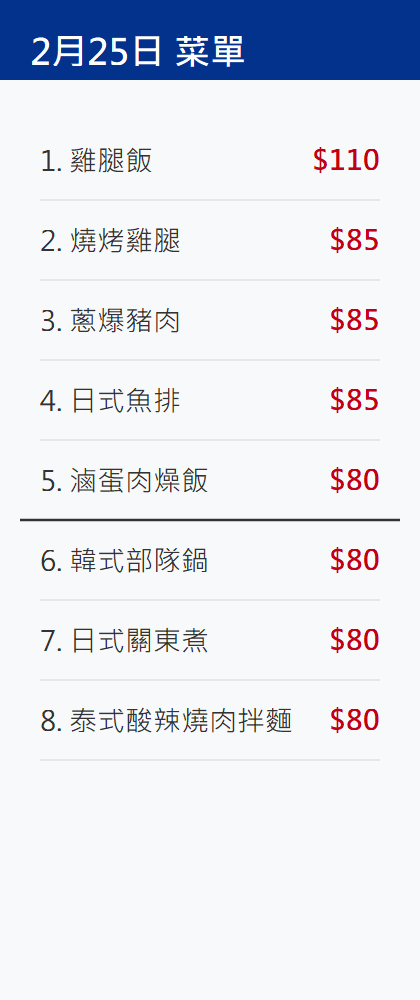 2月25日 菜單
1. 雞腿飯 $110
2. 燒烤雞腿 $85
3. 蔥爆豬肉 $85
4. 日式魚排 $85
5. 滷蛋肉燥飯 $80
6. 韓式部隊鍋 $80
7. 日式關東煮 $80
8. 泰式酸辣燒肉拌麵 $80